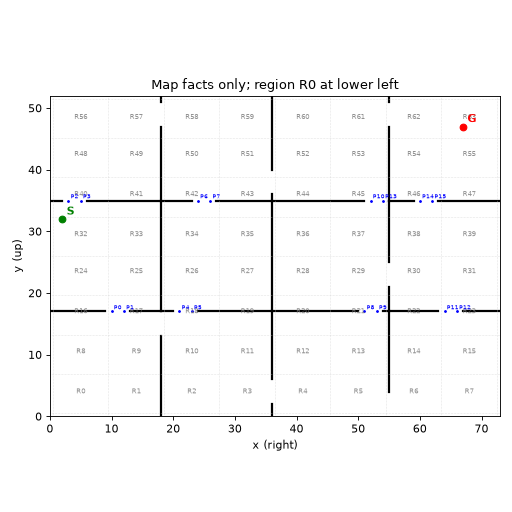 Map facts only; region R0 at lower left
G
R56 R57 R58 R59 R60 R61 R62
R48 R49 R50 R51 R52 R53 R54 R55
R40 R41 R42 R43 R44 R45 R46 R47
P2 P3 P6 P7 P10 P13 P14 P15
S
R32 R33 R34 R35 R36 R37 R38 R39
R24 R25 R26 R27 R28 R29 R30 R31
P0 P1 P4 P5 P8 P9 P11 P12
R8 R9 R10 R11 R12 R13 R14 R15
R0 R1 R2 R3 R4 R5 R6 R7
50
40
30
20
10
0
y (up)
0 10 20 30 40 50 60 70
x (right)